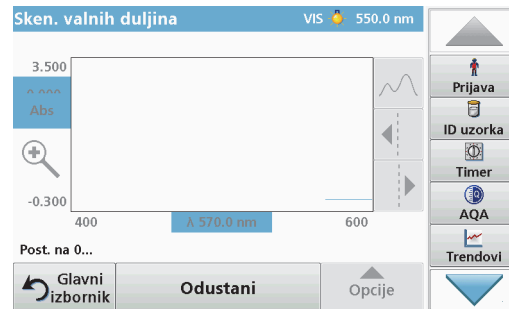 Sken. valnih duljina VIS 550.0 nm
3.500
Abs
-0.300
400 λ 570.0 nm 600
Post. na 0...
Glavni izbornik
Odustani
Opcije
Prijava
ID uzorka
Timer
AQA
Trendovi